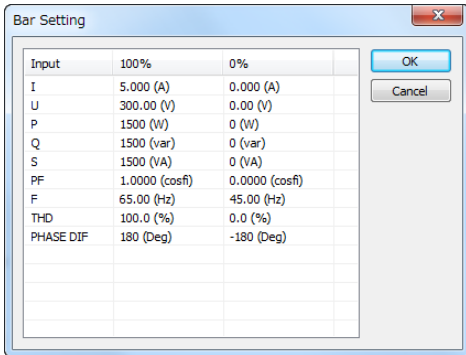 Bar Setting
Input 100% 0%
I 5.000 (A) 0.000 (A)
U 300.00 (V) 0.00 (V)
P 1500 (W) 0 (W)
Q 1500 (var) 0 (var)
S 1500 (VA) 0 (VA)
PF 1.0000 (cosfi) 0.0000 (cosfi)
F 65.00 (Hz) 45.00 (Hz)
THD 100.0 (%) 0.0 (%)
PHASE DIF 180 (Deg) -180 (Deg)
OK
Cancel